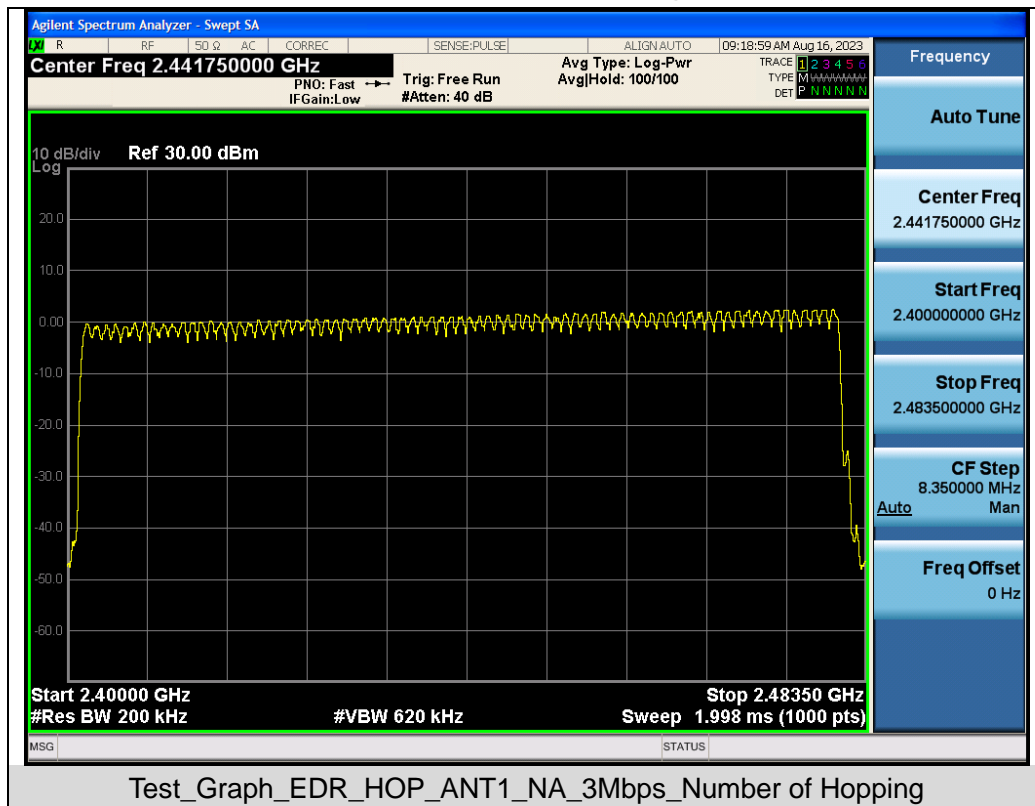 Agilent Spectrum Analyzer - Swept SA
LXI R RF 50 Ω AC CORREC SENSE:PULSE ALIGN AUTO 09:18:59 AM Aug 16, 2023
Center Freq 2.441750000 GHz
PNO: Fast
IFGain:Low
Trig: Free Run
#Atten: 40 dB
Avg Type: Log-Pwr
Avg|Hold: 100/100
TRACE 1 2 3 4 5 6
TYPE M WWWWW
DET P N N N N N
10 dB/div Ref 30.00 dBm
Log
20.0
10.0
0.00
-10.0
-20.0
-30.0
-40.0
-50.0
-60.0
Start 2.40000 GHz Stop 2.48350 GHz
#Res BW 200 kHz #VBW 620 kHz Sweep 1.998 ms (1000 pts)
MSG STATUS
Frequency
Auto Tune
Center Freq
2.441750000 GHz
Start Freq
2.400000000 GHz
Stop Freq
2.483500000 GHz
CF Step
8.350000 MHz
Auto Man
Freq Offset
0 Hz
Test_Graph_EDR_HOP_ANT1_NA_3Mbps_Number of Hopping